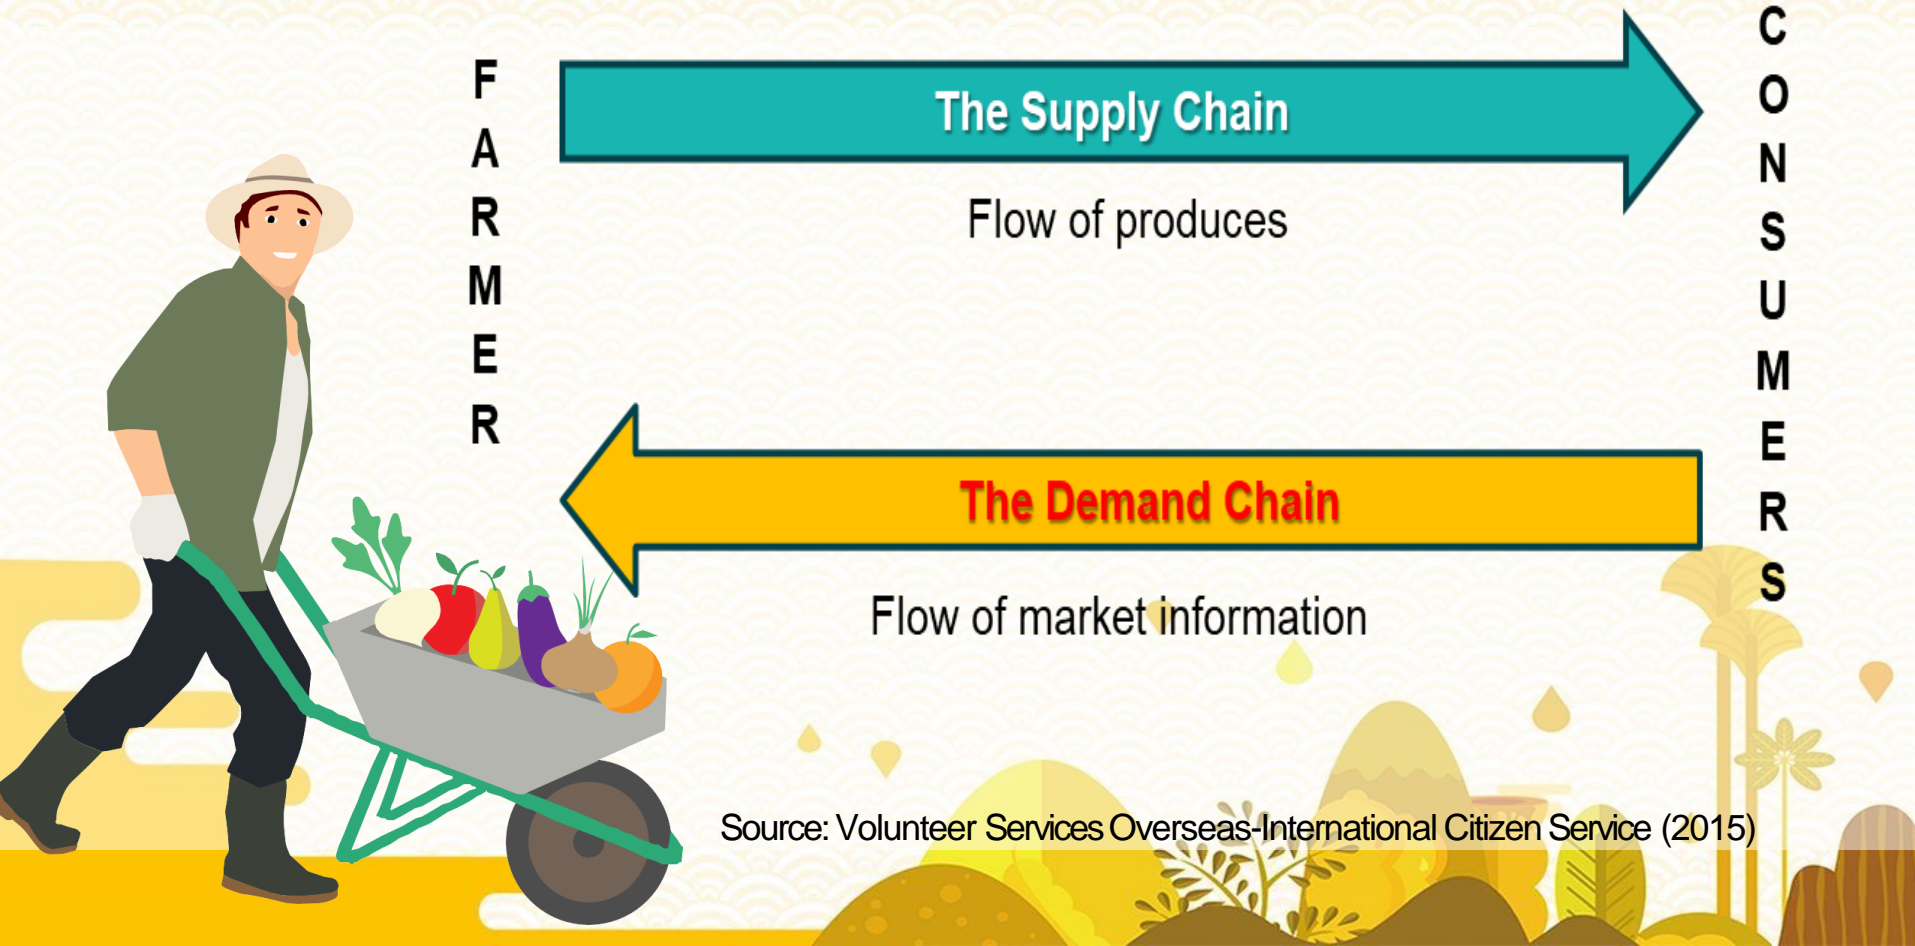 FARMER
The Supply Chain
Flow of produces
CONSUMERS
The Demand Chain
Flow of market information
Source: Volunteer Services Overseas-International Citizen Service (2015)